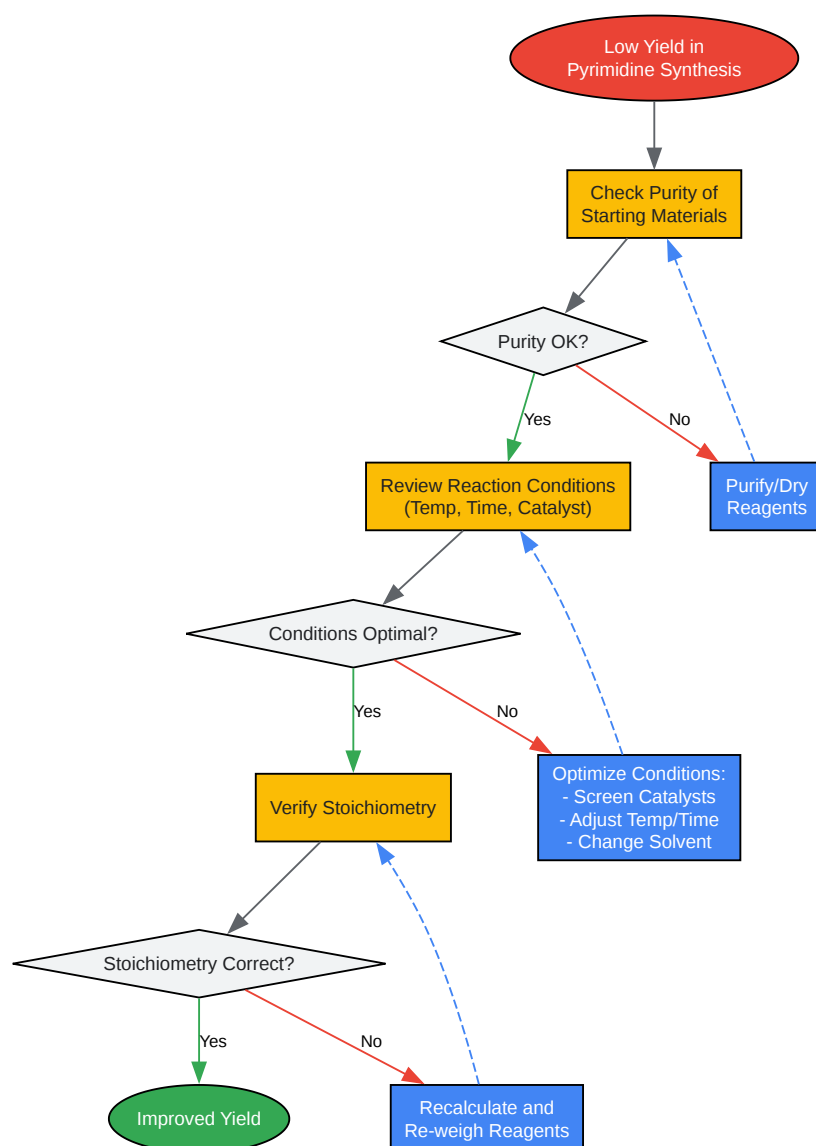 Low Yield in
Pyrimidine Synthesis
Check Purity of
Starting Materials
Purity OK?
Yes
No
Review Reaction Conditions
(Temp, Time, Catalyst)
Purify/Dry
Reagents
Conditions Optimal?
Yes
No
Verify Stoichiometry
Optimize Conditions:
- Screen Catalysts
- Adjust Temp/Time
- Change Solvent
Stoichiometry Correct?
Yes
No
Improved Yield
Recalculate and
Re-weigh Reagents